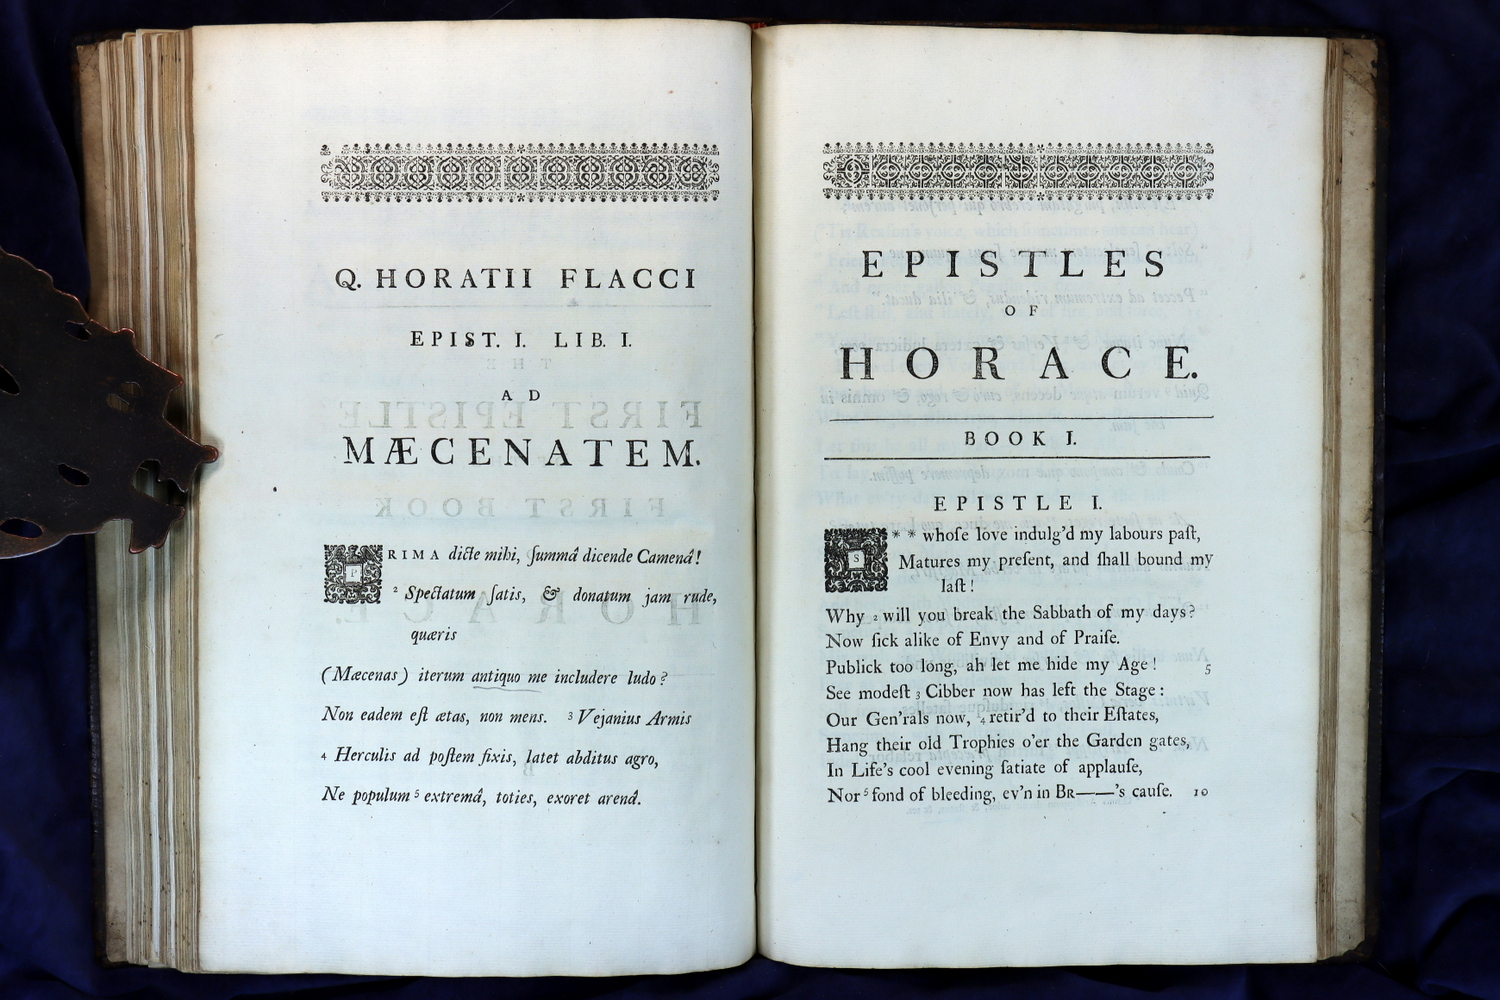 Q. HORATII FLACCI
EPIST. I. LIB. I.
AD
MÆCENATEM.
PRIMA dicte mihi, ſummâ dicende Camenâ!
2 Spectatum ſatis, & donatum jam rude,
quæris
(Mæcenas) iterum antiquo me includere ludo?
Non eadem eſt ætas, non mens. 3 Vejanius Armis
4 Herculis ad poſtem fixis, latet abditus agro,
Ne populum 5 extremâ, toties, exoret arenâ.
EPISTLES
OF
HORACE.
BOOK I.
EPISTLE I.
S** whoſe love indulg'd my labours paſt,
Matures my preſent, and ſhall bound my
laſt!
Why 2 will you break the Sabbath of my days?
Now ſick alike of Envy and of Praiſe.
Publick too long, ah let me hide my Age! 5
See modeſt 3 Cibber now has left the Stage:
Our Gen'rals now, 4 retir'd to their Eſtates,
Hang their old Trophies o'er the Garden gates,
In Life's cool evening ſatiate of applauſe,
Nor 5 fond of bleeding, ev'n in BR——'s cauſe. 10